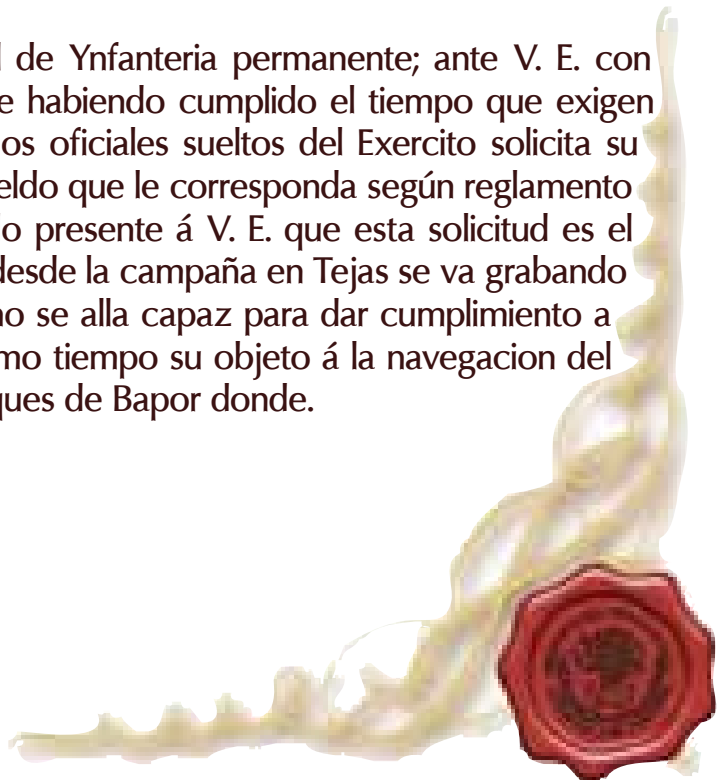 de Ynfanteria permanente; ante V. E. con
habiendo cumplido el tiempo que exigen
os oficiales sueltos del Exercito solicita su
eldo que le corresponda según reglamento
o presente á V. E. que esta solicitud es el
desde la campaña en Tejas se va grabando
no se alla capaz para dar cumplimiento a
mo tiempo su objeto á la navegacion del
ques de Bapor donde.